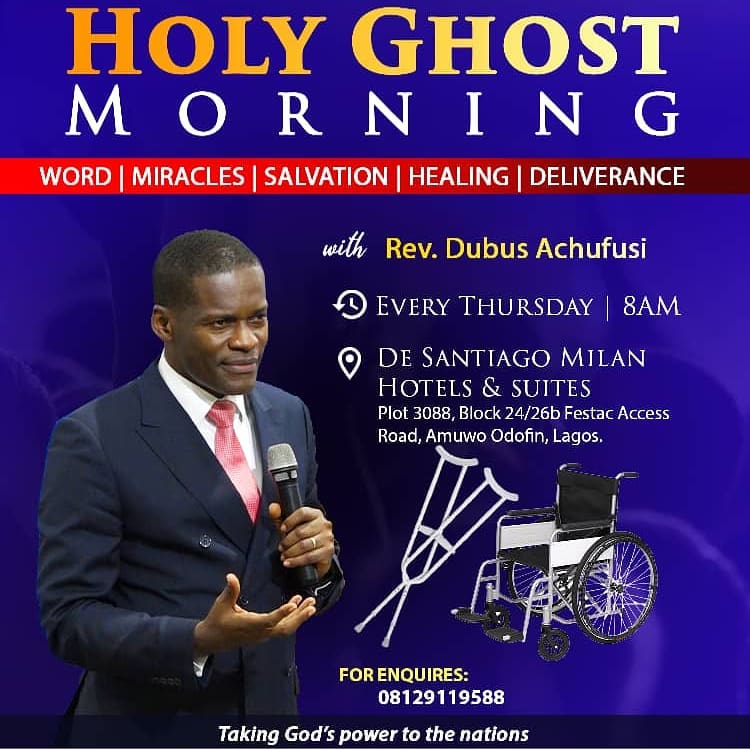 HOLY GHOST
MORNING
WORD | MIRACLES | SALVATION | HEALING | DELIVERANCE
with Rev. Dubus Achufusi
EVERY THURSDAY | 8AM
DE SANTIAGO MILAN
HOTELS & SUITES
Plot 3088, Block 24/26b Festac Access
Road, Amuwo Odofin, Lagos.
FOR ENQUIRES:
08129119588
Taking God's power to the nations